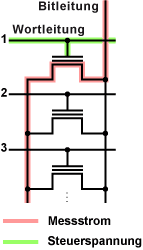 Bitleitung
Wortleitung
1
2
3
Messstrom
Steuerspannung